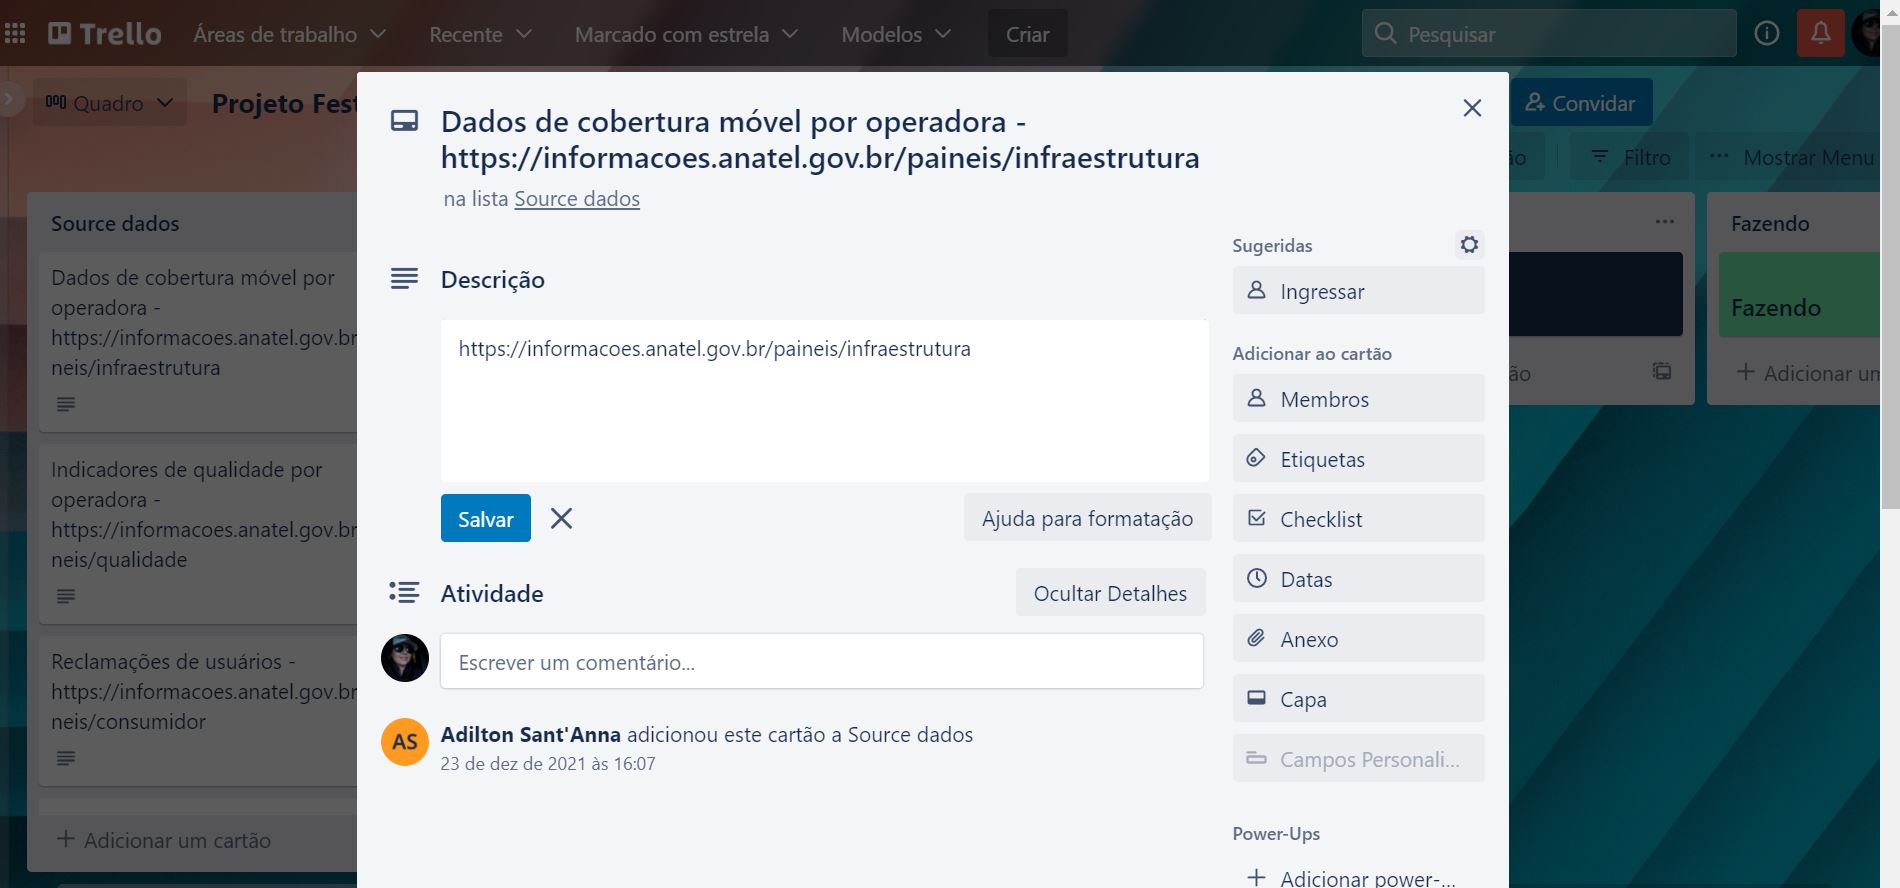 Trello
Áreas de trabalho
Recente
Marcado com estrela
Modelos
Criar
Pesquisar
Quadro
Projeto Fest
Convidar
Filtro
Mostrar Menu
Source dados
Dados de cobertura móvel por
operadora -
https://informacoes.anatel.gov.br
neis/infraestrutura
Indicadores de qualidade por
operadora -
https://informacoes.anatel.gov.br
neis/qualidade
Reclamações de usuários -
https://informacoes.anatel.gov.br
neis/consumidor
+ Adicionar um cartão
Dados de cobertura móvel por operadora -
https://informacoes.anatel.gov.br/paineis/infraestrutura
na lista Source dados
Descrição
https://informacoes.anatel.gov.br/paineis/infraestrutura
Salvar
Ajuda para formatação
Atividade
Ocultar Detalhes
Escrever um comentário...
AS
Adilton Sant'Anna adicionou este cartão a Source dados
23 de dez de 2021 às 16:07
Sugeridas
Ingressar
Adicionar ao cartão
Membros
Etiquetas
Checklist
Datas
Anexo
Capa
Campos Personali...
Power-Ups
+ Adicionar power-...
ão
Fazendo
Fazendo
+ Adicionar um